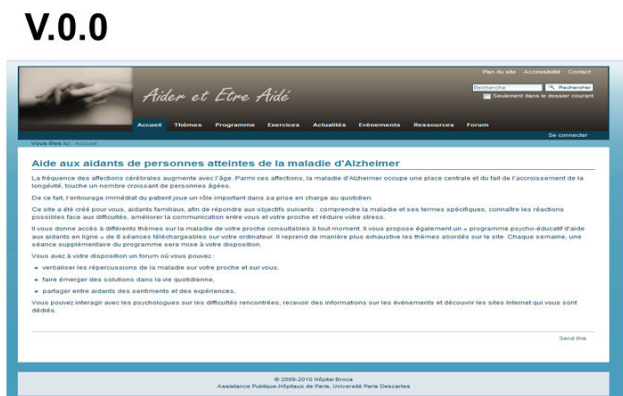 V.0.0
Plan du site Accessibilité Contact
Recherche Rechercher
Seulement dans le dossier courant
Aider et Etre Aidé
Accueil Thèmes Programme Exercices Actualités Evènements Ressources Forum
Se connecter
Vous êtes ici : Accueil
Aide aux aidants de personnes atteintes de la maladie d'Alzheimer
La fréquence des affections cérébrales augmente avec l'âge. Parmi ces affections, la maladie d'Alzheimer occupe une place centrale et du fait de l'accroissement de la
longévité, touche un nombre croissant de personnes âgées.
De ce fait, l'entourage immédiat du patient joue un rôle important dans sa prise en charge au quotidien.
Ce site a été créé pour vous, aidants familiaux, afin de répondre aux objectifs suivants : comprendre la maladie et ses termes spécifiques, connaître les réactions
possibles face aux difficultés, améliorer la communication entre vous et votre proche et réduire votre stress.
Il vous donne accès à différents thèmes sur la maladie de votre proche consultables à tout moment. Il vous propose également un « programme psycho-éducatif d'aide
aux aidants en ligne » de 8 séances téléchargeables sur votre ordinateur. Il reprend de manière plus exhaustive les thèmes abordés sur le site. Chaque semaine, une
séance supplémentaire du programme sera mise à votre disposition.
Vous avez à votre disposition un forum où vous pouvez :
verbaliser les répercussions de la maladie sur votre proche et sur vous,
faire émerger des solutions dans la vie quotidienne,
partager entre aidants des sentiments et des expériences,
Vous pouvez interagir avec les psychologues sur les difficultés rencontrées, recevoir des informations sur les événements et découvrir les sites Internet qui vous sont
dédiés.
Send this
© 2009-2010 Hôpital Broca
Assistance Publique-Hôpitaux de Paris, Université Paris Descartes